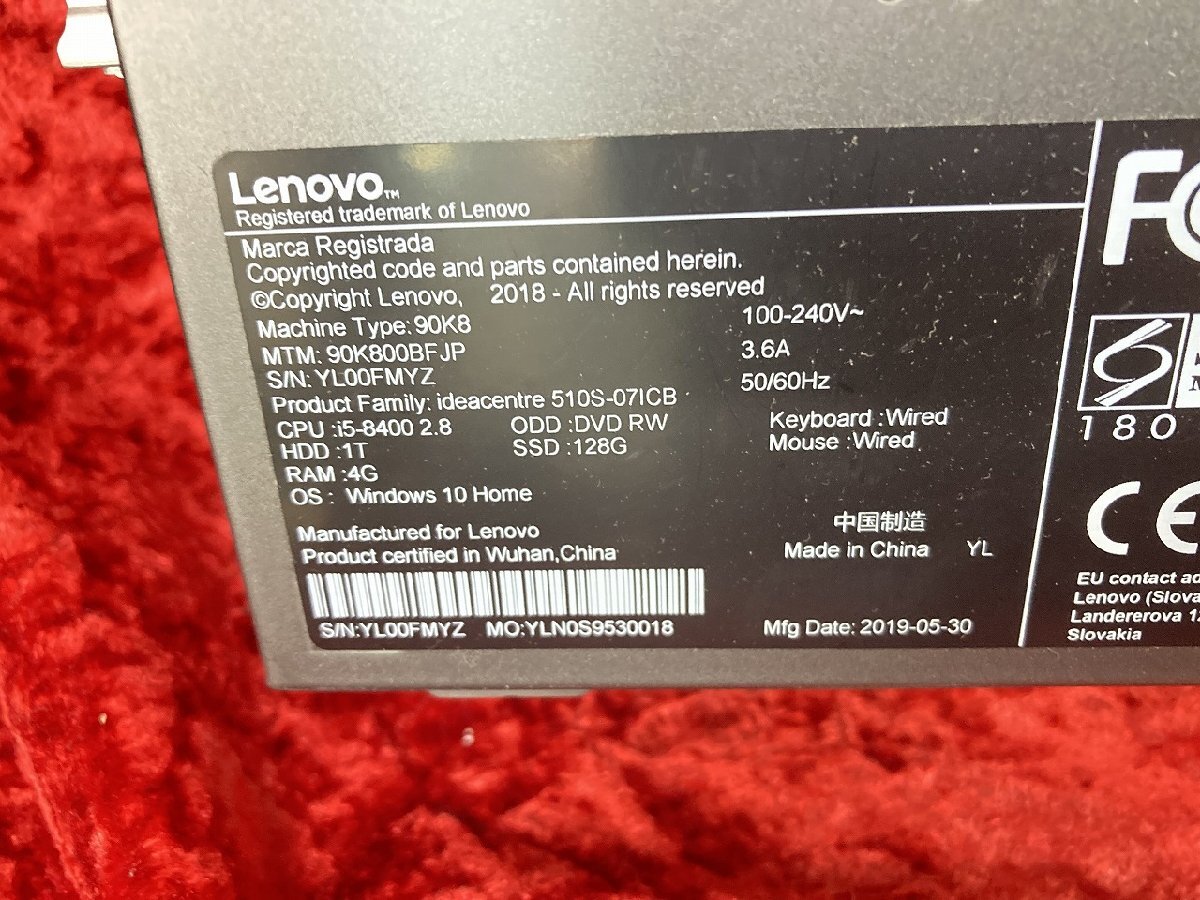 Lenovo™
Registered trademark of Lenovo
Marca Registrada
Copyrighted code and parts contained herein.
©Copyright Lenovo, 2018 - All rights reserved
Machine Type: 90K8 100-240V~
MTM: 90K800BFJP 3.6A
S/N: YL00FMYZ 50/60Hz
Product Family: ideacentre 510S-07ICB
CPU :i5-8400 2.8 ODD :DVD RW Keyboard :Wired
HDD :1T SSD :128G Mouse :Wired
RAM :4G
OS : Windows 10 Home
Manufactured for Lenovo 中国制造
Product certified in Wuhan,China Made in China YL
S/N:YL00FMYZ MO:YLN0S9530018 Mfg Date: 2019-05-30
180
CE
EU contact
Lenovo
Landererova
Slovakia